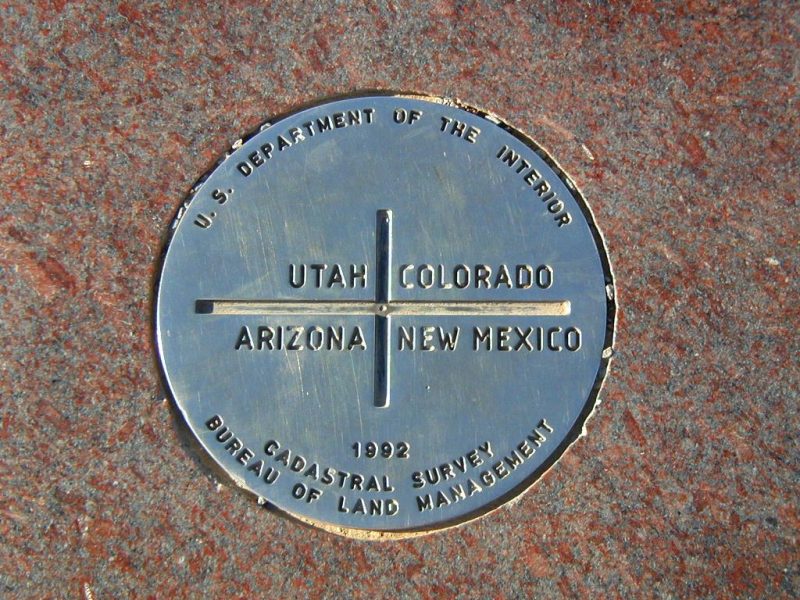 U. S. DEPARTMENT OF THE INTERIOR
UTAH COLORADO
ARIZONA NEW MEXICO
1992
CADASTRAL SURVEY
BUREAU OF LAND MANAGEMENT